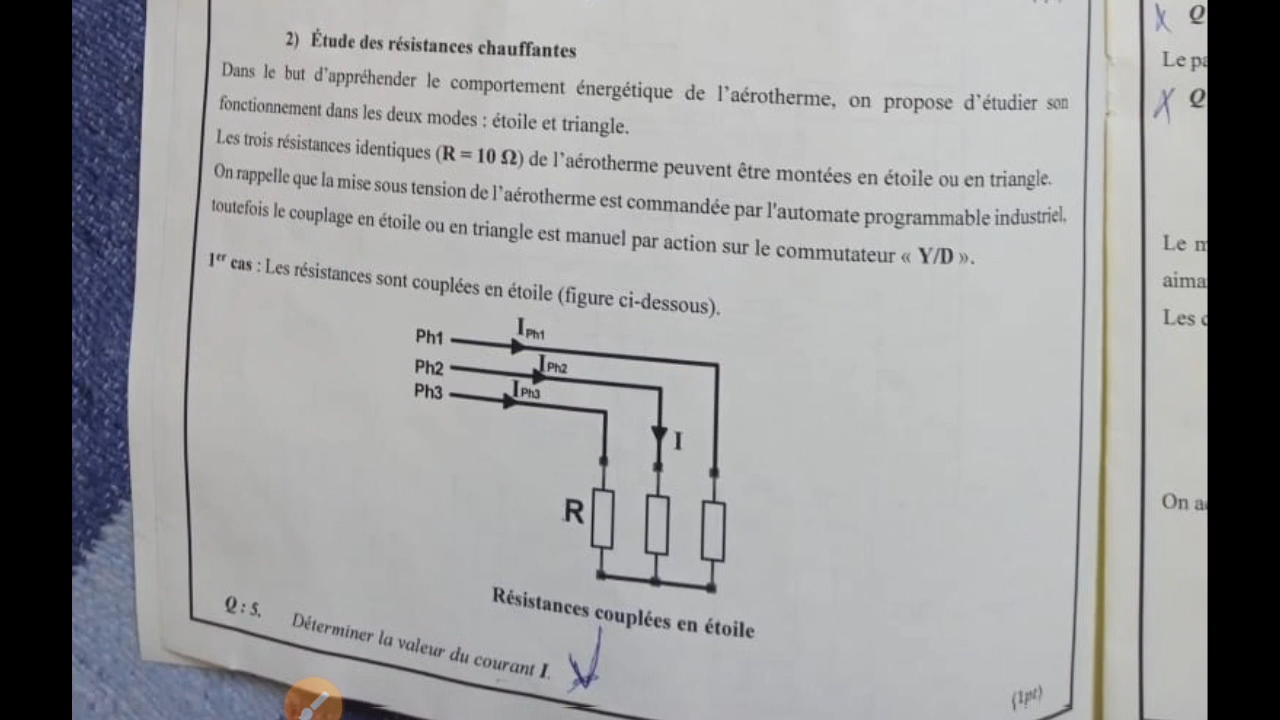 2) Étude des résistances chauffantes
Dans le but d'appréhender le comportement énergétique de l'aérotherme, on propose d'étudier son
fonctionnement dans les deux modes : étoile et triangle.
Les trois résistances identiques (R = 10 Ω) de l'aérotherme peuvent être montées en étoile ou en triangle.
On rappelle que la mise sous tension de l'aérotherme est commandée par l'automate programmable industriel,
toutefois le couplage en étoile ou en triangle est manuel par action sur le commutateur « Y/D ».
1er cas : Les résistances sont couplées en étoile (figure ci-dessous).
Ph1 IPh1
Ph2 IPh2
Ph3 IPh3
I
R
Résistances couplées en étoile
Q : 5. Déterminer la valeur du courant I.
(1pt)
Q
Le
Q
Le
Les
On